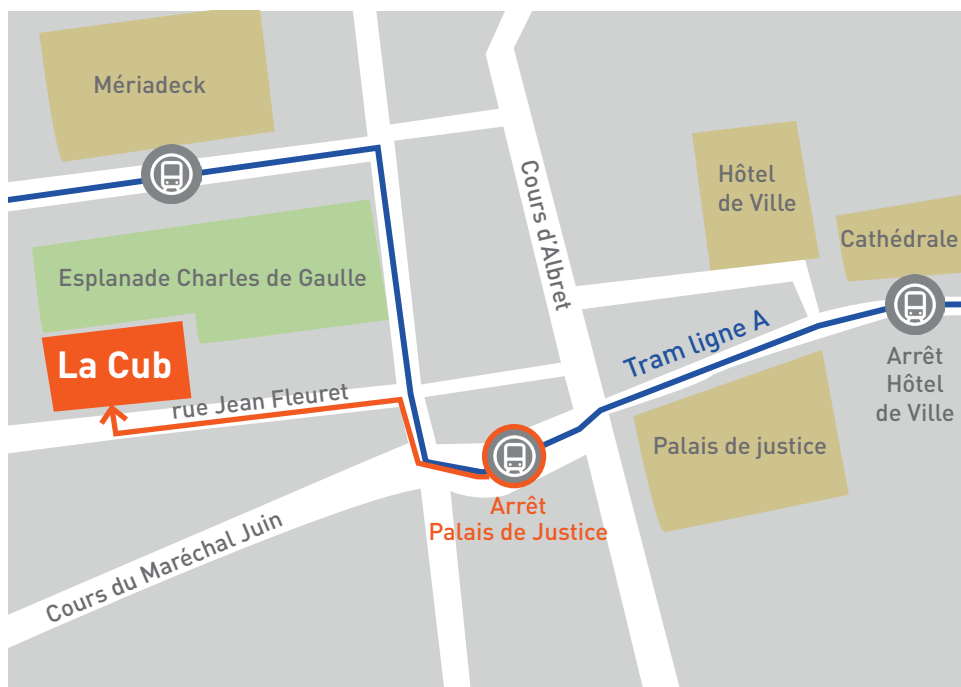 Mériadeck
Cours d'Albret
Hôtel
de Ville
Cathédrale
Esplanade Charles de Gaulle
Tram ligne A
La Cub
Arrêt
Hôtel
de Ville
rue Jean Fleuret
Palais de justice
Arrêt
Palais de Justice
Cours du Maréchal Juin